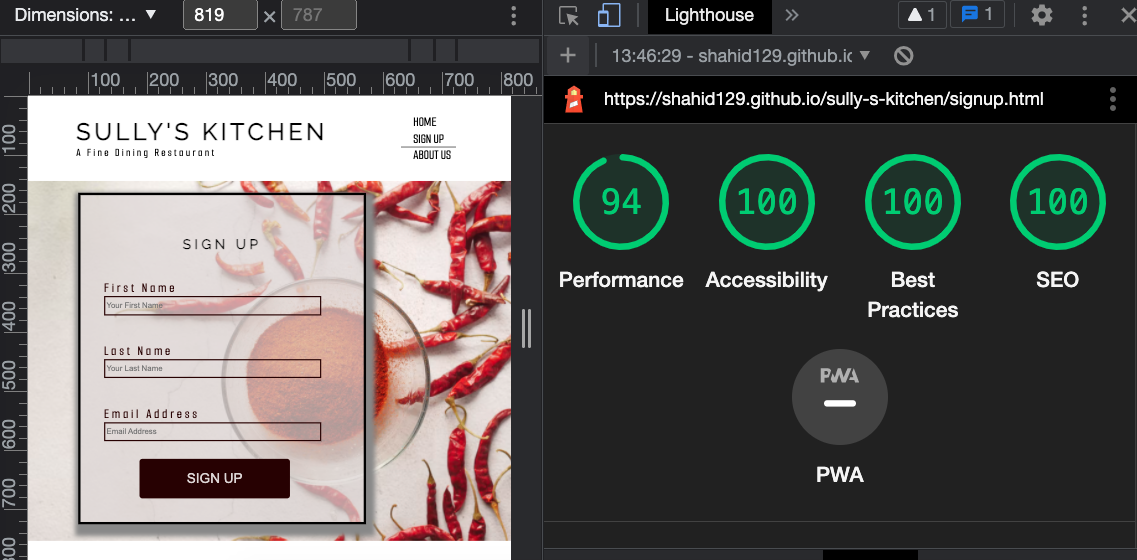 Dimensions: ... ▼ 819 × 787
Lighthouse » 1 1
13:46:29 - shahid129.github.io ▼
https://shahid129.github.io/sully-s-kitchen/signup.html
100 200 300 400 500 600 700 800
100
200
300
400
500
600
700
800
SULLY'S KITCHEN
A Fine Dining Restaurant
HOME
SIGN UP
ABOUT US
SIGN UP
First Name
Your First Name
Last Name
Your Last Name
Email Address
Email Address
SIGN UP
94
Performance
100
Accessibility
100
Best
Practices
100
SEO
PWA
PWA